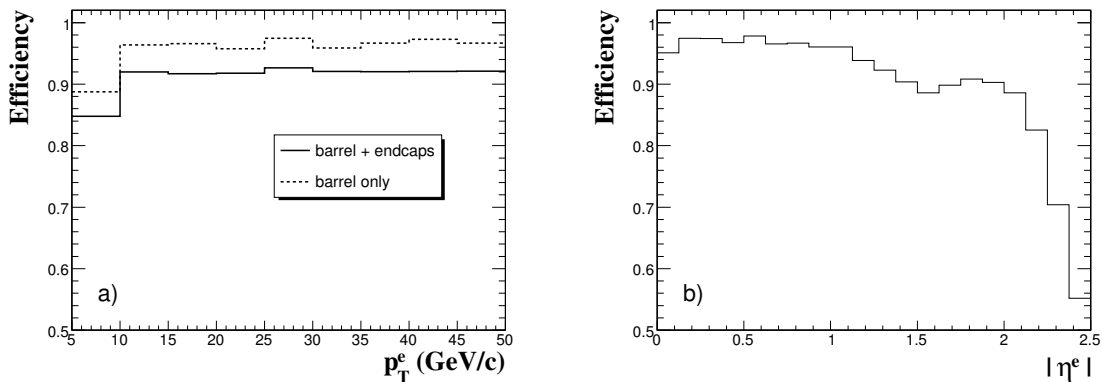 Efficiency
1
0.9
0.8
0.7
0.6
0.5
barrel + endcaps
barrel only
a)
5 10 15 20 25 30 35 40 45 50
p_T^e (GeV/c)
Efficiency
1
0.9
0.8
0.7
0.6
0.5
b)
0 0.5 1 1.5 2 2.5
|η^e|